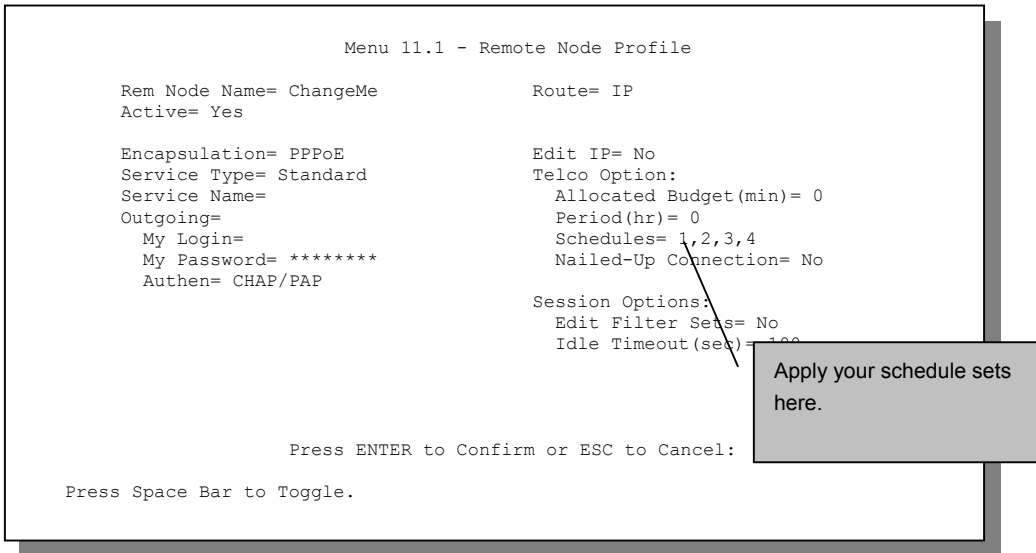 Menu 11.1 - Remote Node Profile
Rem Node Name= ChangeMe Route= IP
Active= Yes
Encapsulation= PPPoE Edit IP= No
Service Type= Standard Telco Option:
Service Name= Allocated Budget(min)= 0
Outgoing= Period(hr)= 0
My Login= Schedules= 1,2,3,4
My Password= ******** Nailed-Up Connection= No
Authen= CHAP/PAP
Session Options:
Edit Filter Sets= No
Idle Timeout(sec)= 100
Apply your schedule sets
here.
Press ENTER to Confirm or ESC to Cancel:
Press Space Bar to Toggle.